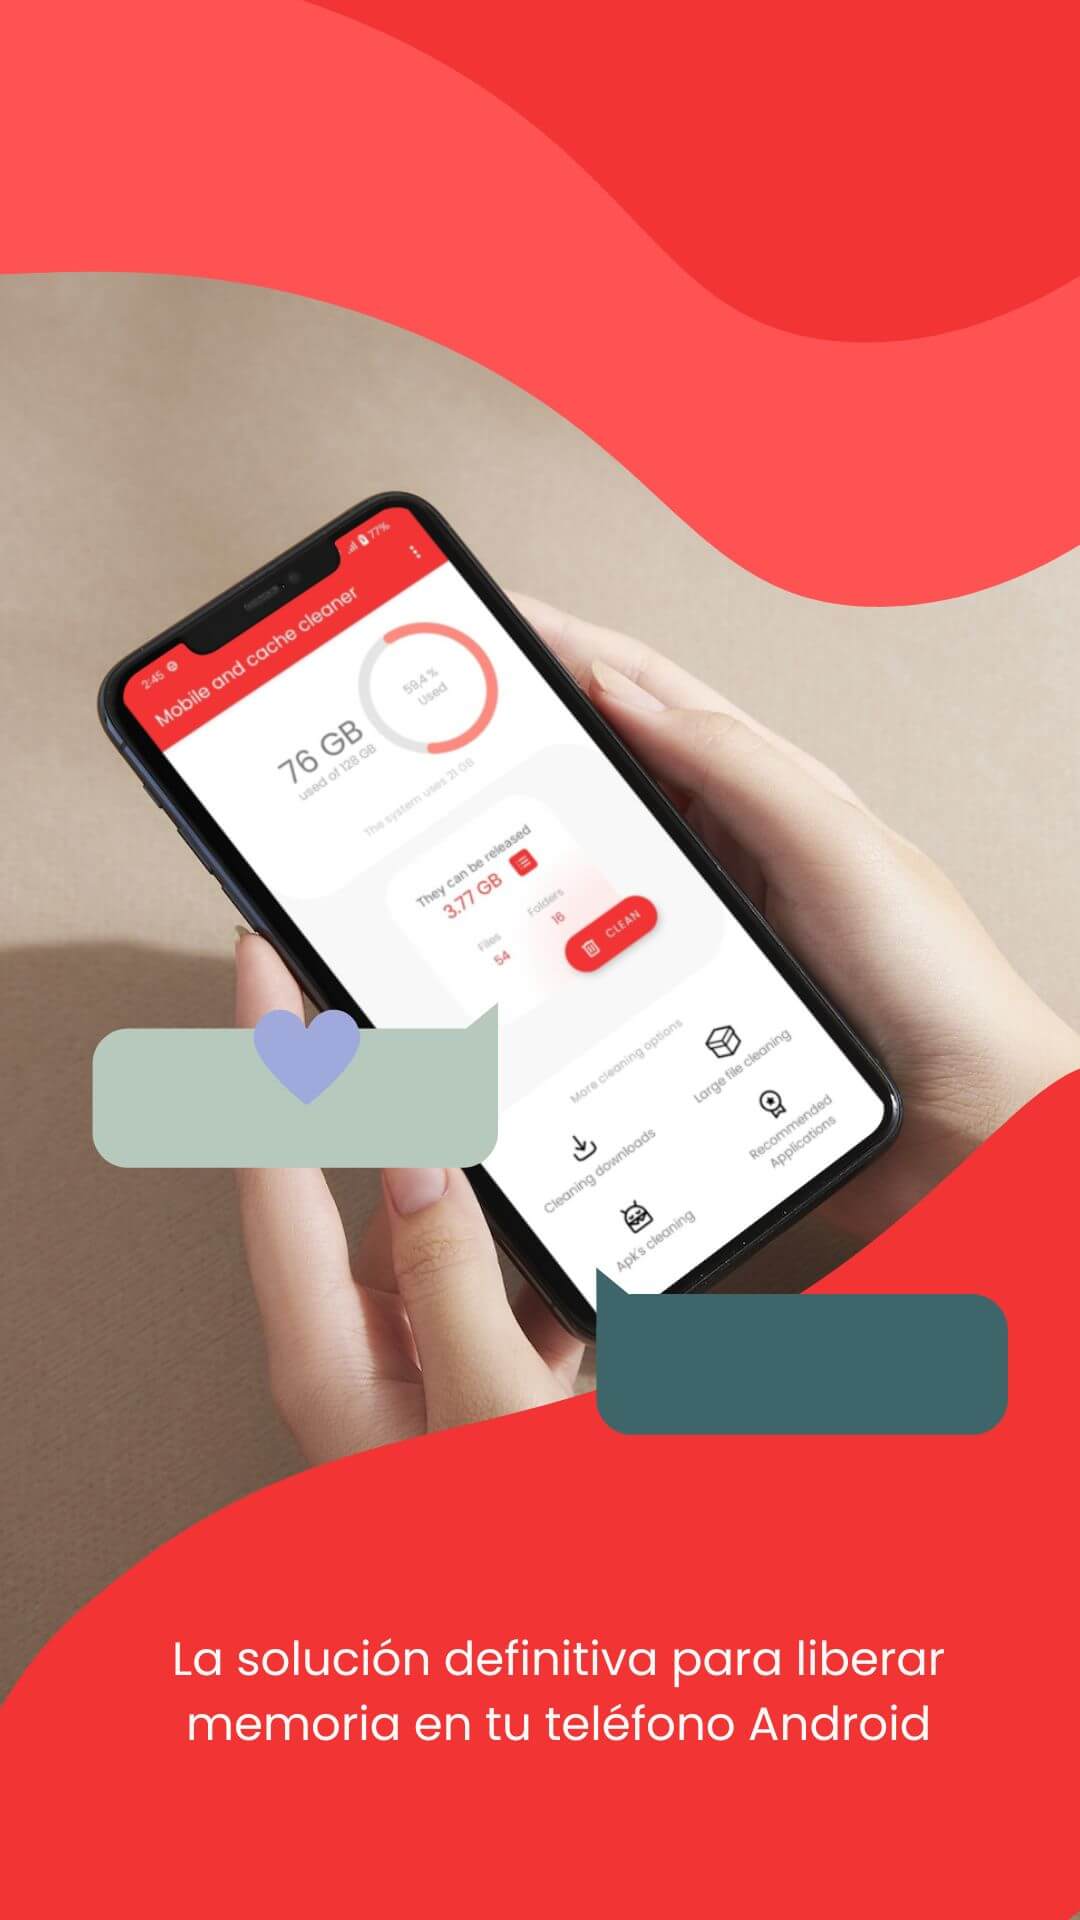 2:45
77%
Mobile and cache cleaner
76 GB
used of 128 GB
59,4 %
Used
The system uses 21 GB
They can be released
3,77 GB
Files
54
Folders
16
CLEAN
More cleaning options
Cleaning downloads
Large file cleaning
Apk's cleaning
Recommended
Applications
La solución definitiva para liberar
memoria en tu teléfono Android